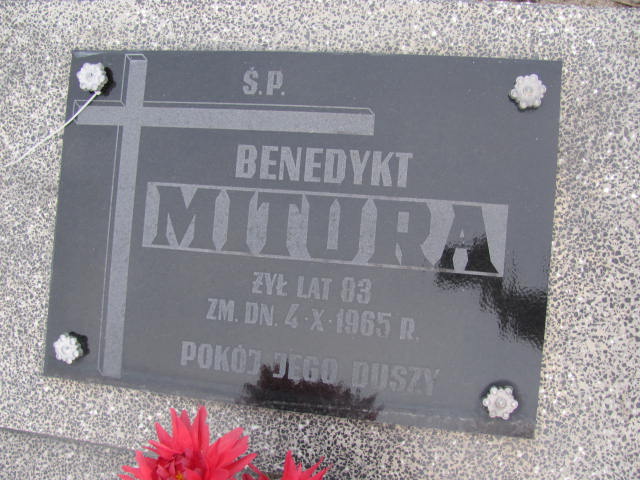 Ś.P.
BENEDYKT
MITURA
ŻYŁ LAT 83
ZM. DN. 4·X·1965 R.
POKÓJ JEGO DUSZY